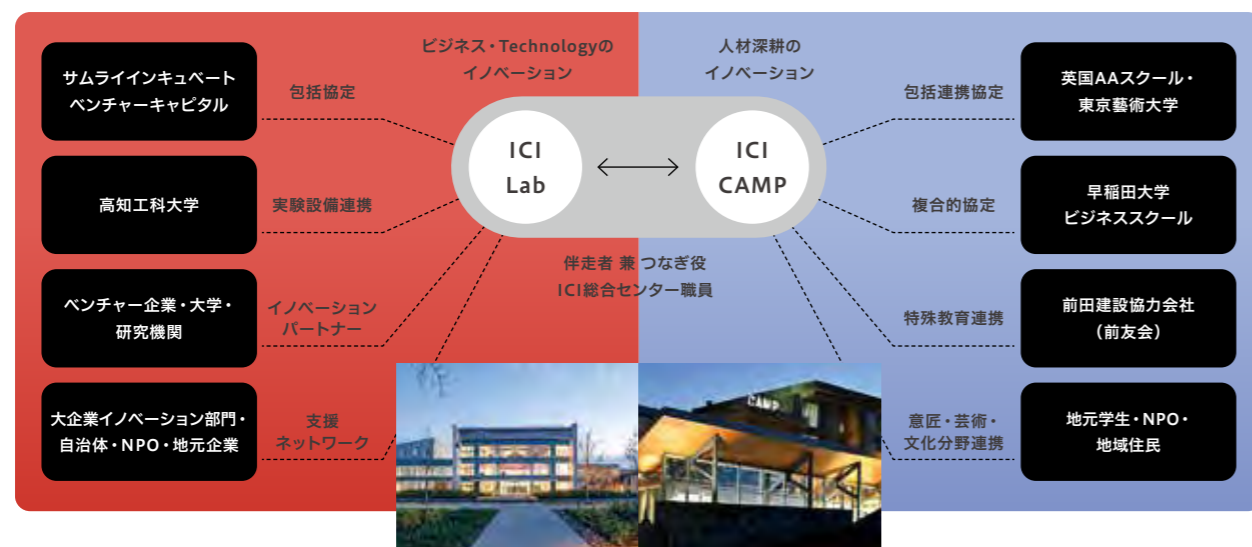 ビジネス・Technologyの
イノベーション
人材深耕の
イノベーション
サムライインキュベート
ベンチャーキャピタル
包括協定
高知工科大学
実験設備連携
ベンチャー企業・大学・
研究機関
イノベーション
パートナー
大企業イノベーション部門・
自治体・NPO・地元企業
支援
ネットワーク
ICI
Lab
ICI
CAMP
伴走者 兼 つなぎ役
ICI総合センター職員
包括連携協定
英国AAスクール・
東京藝術大学
複合的協定
早稲田大学
ビジネススクール
特殊教育連携
前田建設協力会社
(前友会)
意匠・芸術・
文化分野連携
地元学生・NPO・
地域住民
CAMP